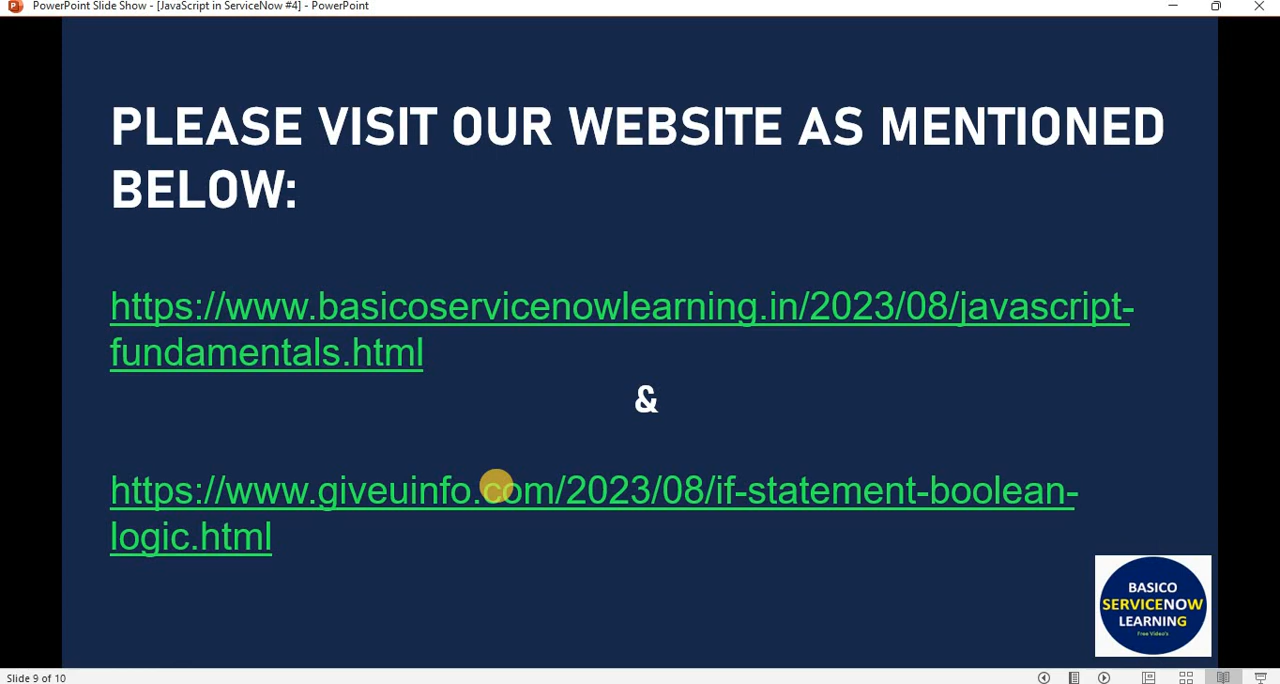 PowerPoint Slide Show - [JavaScript in ServiceNow #4] - PowerPoint
PLEASE VISIT OUR WEBSITE AS MENTIONED
BELOW:
https://www.basicoservicenowlearning.in/2023/08/javascript-
fundamentals.html
&
https://www.giveuinfo.com/2023/08/if-statement-boolean-
logic.html
BASICO
SERVICENOW
LEARNING
Free Video's
Slide 9 of 10